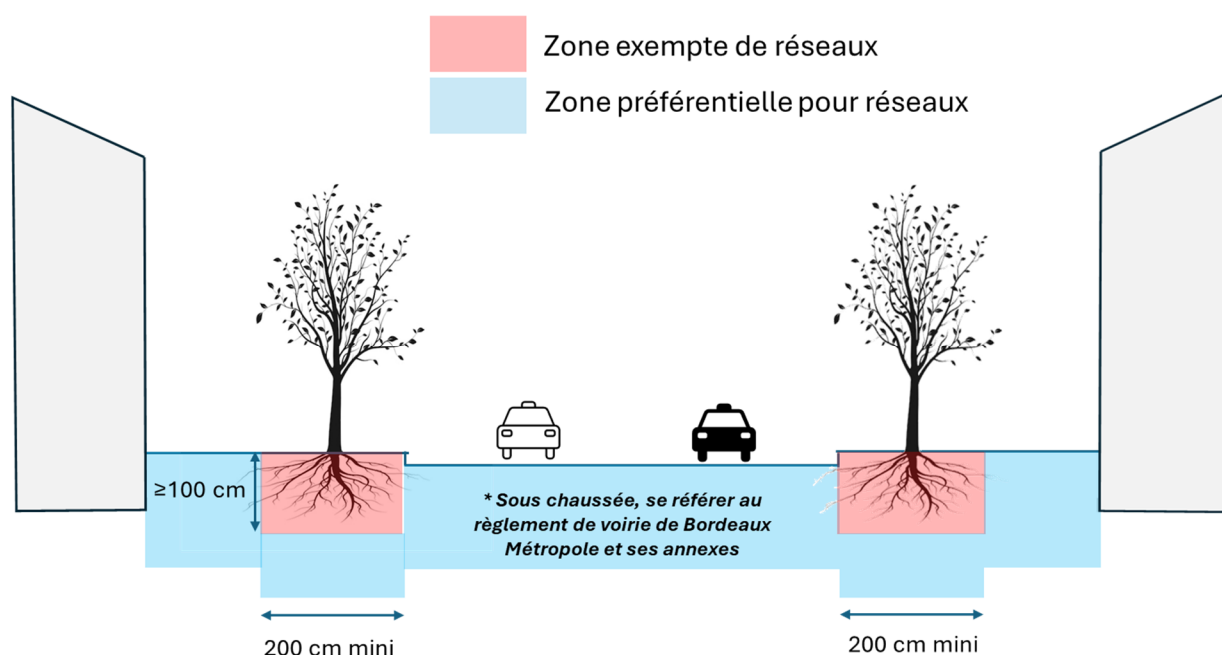 Zone exempte de réseaux
Zone préférentielle pour réseaux
≥100 cm
* Sous chaussée, se référer au
règlement de voirie de Bordeaux
Métropole et ses annexes
200 cm mini
200 cm mini